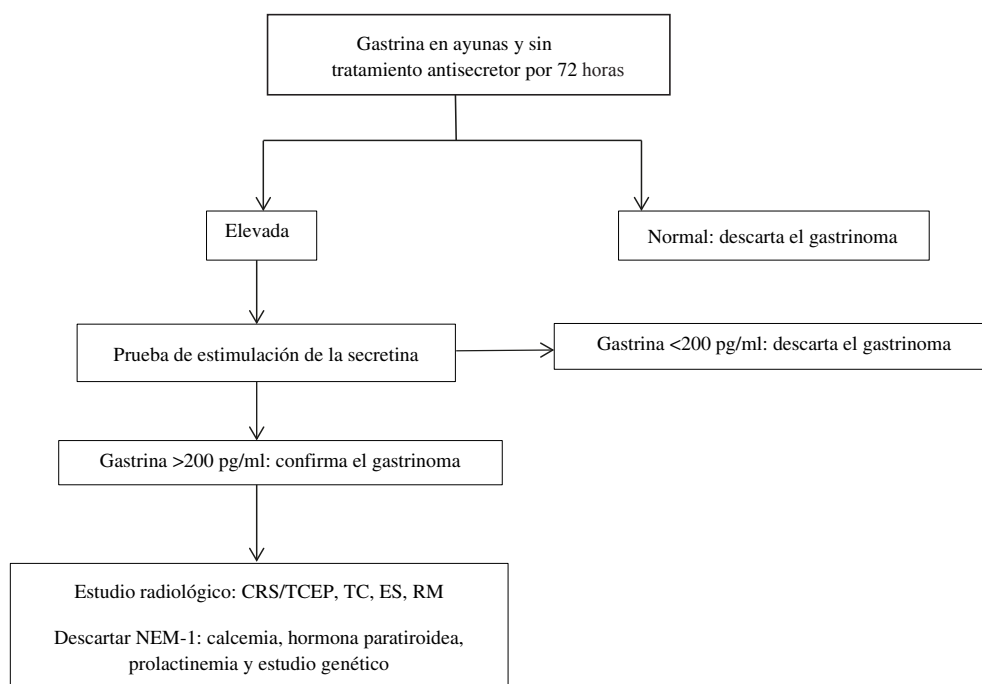 Gastrina en ayunas y sin
tratamiento antisecretor por 72 horas
Elevada
Normal: descarta el gastrinoma
Prueba de estimulación de la secretina
Gastrina <200 pg/ml: descarta el gastrinoma
Gastrina >200 pg/ml: confirma el gastrinoma
Estudio radiológico: CRS/TCEP, TC, ES, RM
Descartar NEM-1: calcemia, hormona paratiroidea,
prolactinemia y estudio genético